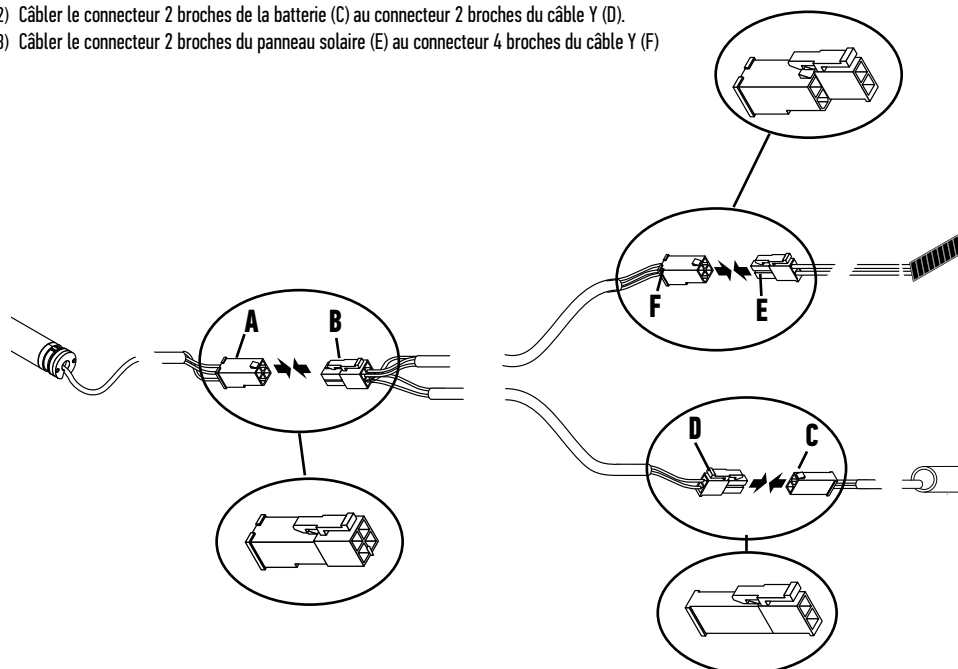 2) Câbler le connecteur 2 broches de la batterie (C) au connecteur 2 broches du câble Y (D).
3) Câbler le connecteur 2 broches du panneau solaire (E) au connecteur 4 broches du câble Y (F)
F
E
A
B
D
C